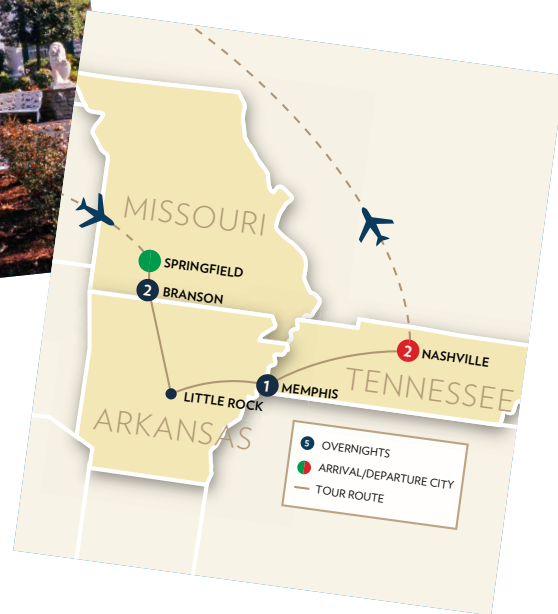 MISSOURI
SPRINGFIELD
2 BRANSON
2 NASHVILLE
1 MEMPHIS
TENNESSEE
LITTLE ROCK
ARKANSAS
5 OVERNIGHTS
ARRIVAL/DEPARTURE CITY
TOUR ROUTE